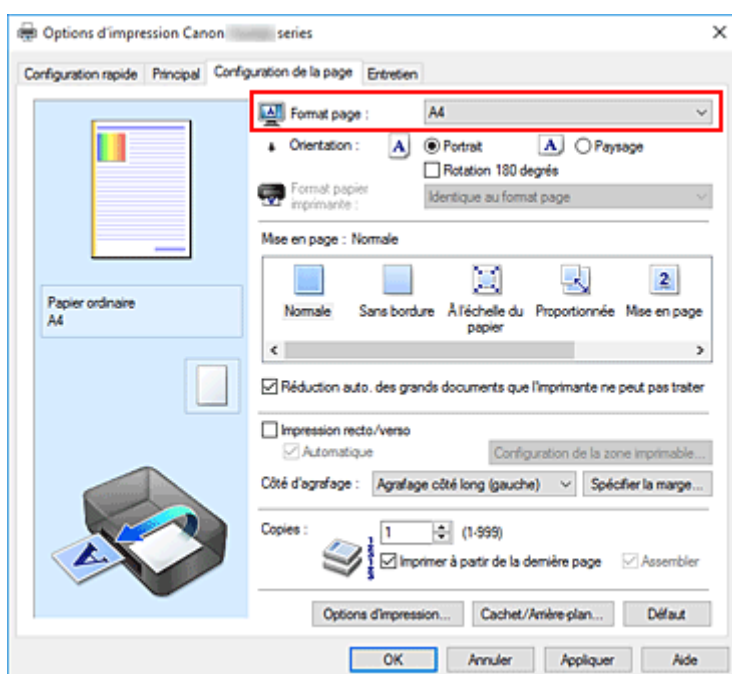 Options d'impression Canon series
Configuration rapide Principal Configuration de la page Entretien
Format page : A4
Orientation : A Portrait A Paysage
Rotation 180 degrés
Format papier
imprimante : Identique au format page
Mise en page : Normale
2
Normale Sans bordure À l'échelle du Proportionnée Mise en page
papier
Papier ordinaire
A4
Réduction auto. des grands documents que l'imprimante ne peut pas traiter
Impression recto/verso
Automatique Configuration de la zone imprimable...
Côté d'agrafage : Agrafage côté long (gauche) Spécifier la marge...
Copies : 1 (1-999)
Imprimer à partir de la dernière page Assembler
A
Options d'impression... Cachet/Arrière-plan... Défaut
OK Annuler Appliquer Aide